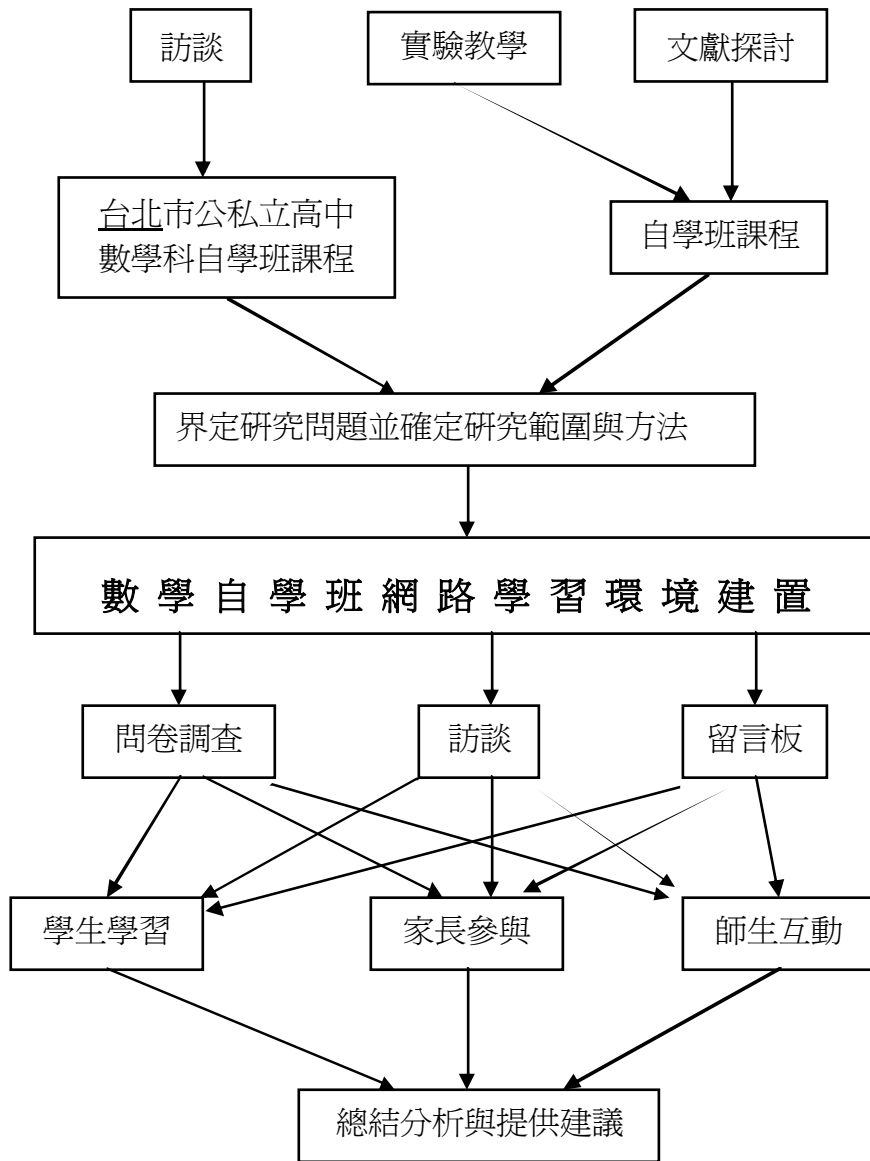 訪談
實驗教學
文獻探討
台北市公私立高中
數學科自學班課程
自學班課程
界定研究問題並確定研究範圍與方法
數學自學班網路學習環境建置
問卷調查
訪談
留言板
學生學習
家長參與
師生互動
總結分析與提供建議